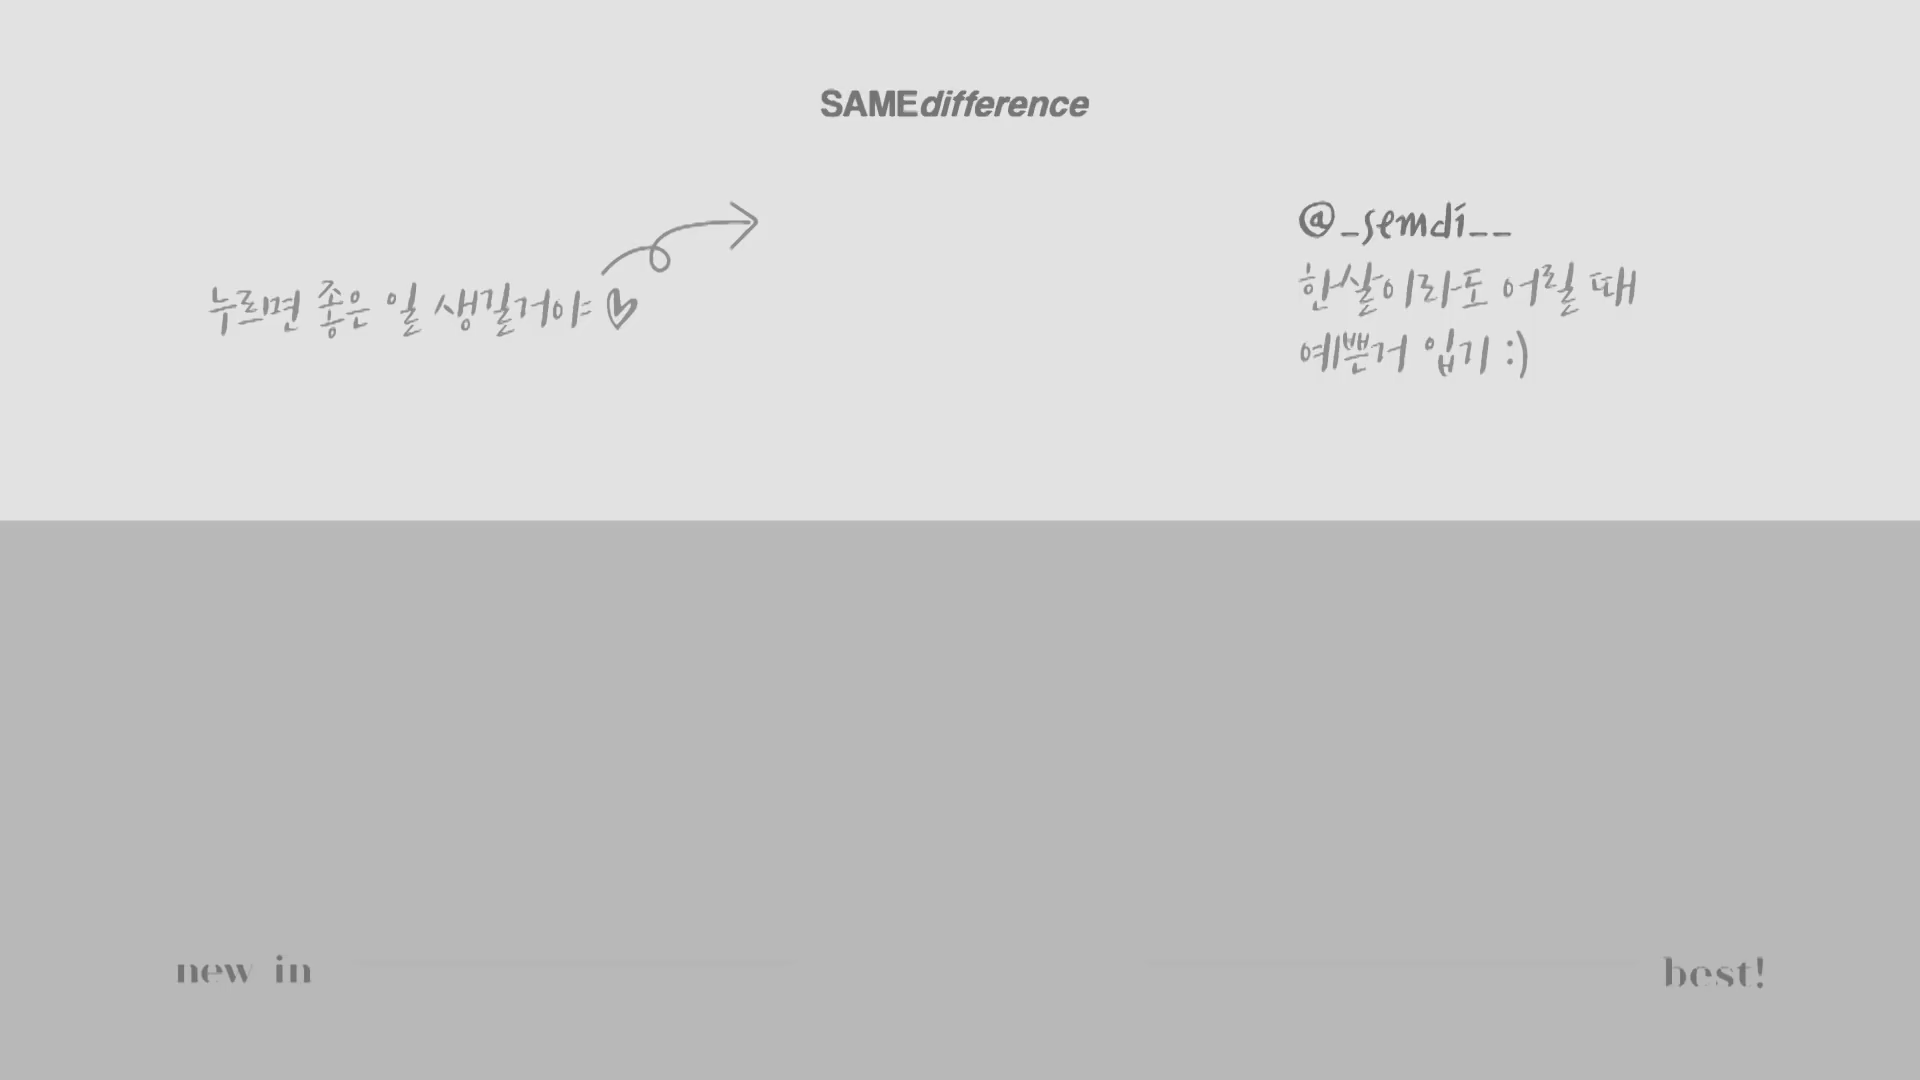 SAMEdifference
누르면 좋은 일 생길거야
@_semdi__
한살이라도 어릴 때
예쁜거 입기 :)
new in
best!